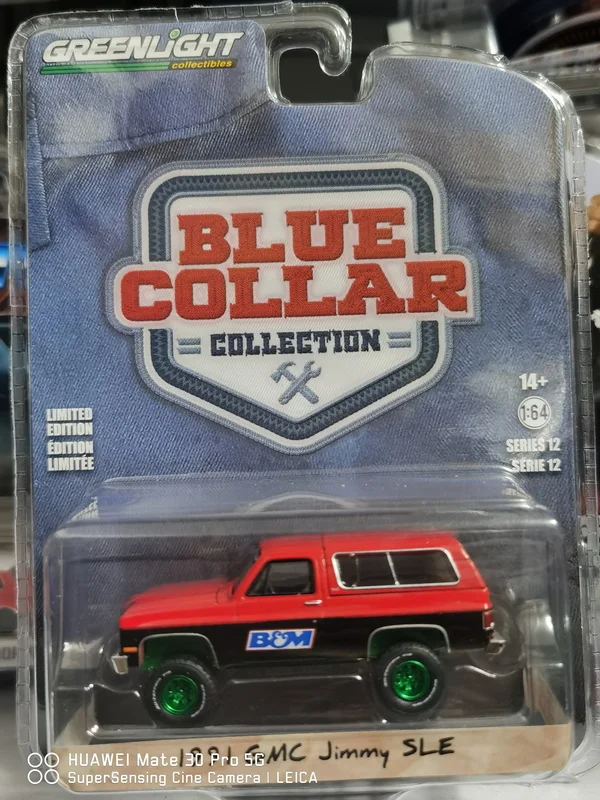 GREENLIGHT
collectibles
BLUE
COLLAR
COLLECTION
14+
1:64
LIMITED
EDITION
ÉDITION
LIMITÉE
SERIES 12
SÉRIE 12
B&M
1991 GMC Jimmy SLE
HUAWEI Mate 30 Pro 5G
SuperSensing Cine Camera | LEICA